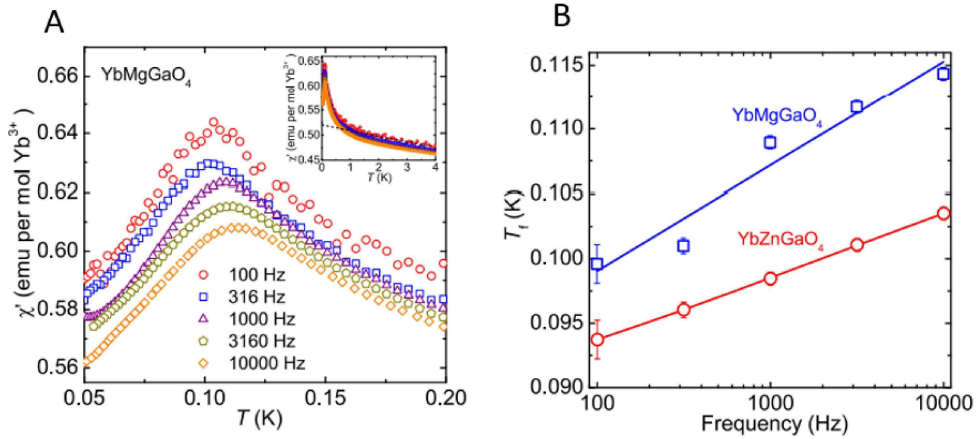 A
YbMgGaO₄
χ' (emu per mol Yb³⁺)
0.66
0.64
0.62
0.60
0.58
0.56
0.05
0.10
0.15
0.20
T (K)
100 Hz
316 Hz
1000 Hz
3160 Hz
10000 Hz
χ' (emu per mol Yb³⁺)
0.65
0.60
0.55
0.50
0.45
0
1
2
3
4
T (K)
B
T_f (K)
0.115
0.110
0.105
0.100
0.095
0.090
YbMgGaO₄
YbZnGaO₄
100
1000
10000
Frequency (Hz)